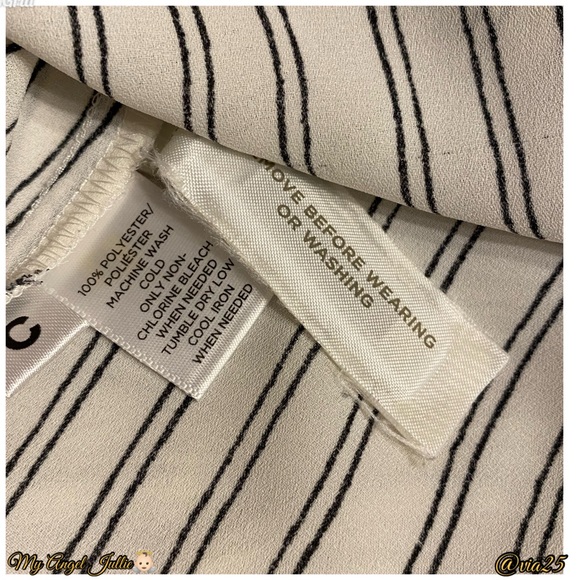 100% POLYESTER/
POLIÉSTER
MACHINE WASH
COLD
ONLY NON-
CHLORINE BLEACH
WHEN NEEDED
TUMBLE DRY LOW
COOL IRON
WHEN NEEDED
MOVE BEFORE WEARING
OR WASHING
C
My Angel, Jullie
@via25